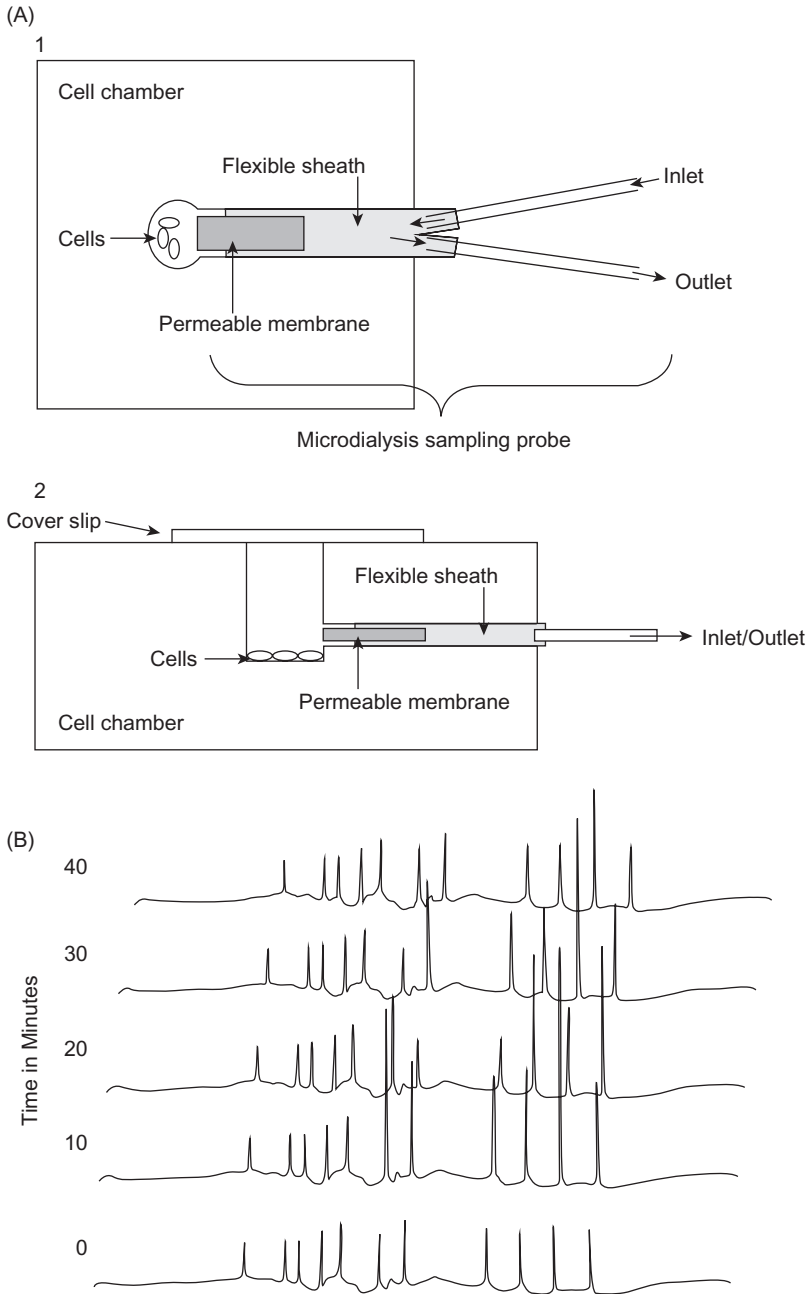 (A)
1
Cell chamber
Flexible sheath
Inlet
Cells
Outlet
Permeable membrane
Microdialysis sampling probe
2
Cover slip
Flexible sheath
Inlet/Outlet
Cells
Permeable membrane
Cell chamber
(B)
40
30
20
10
0
Time in Minutes